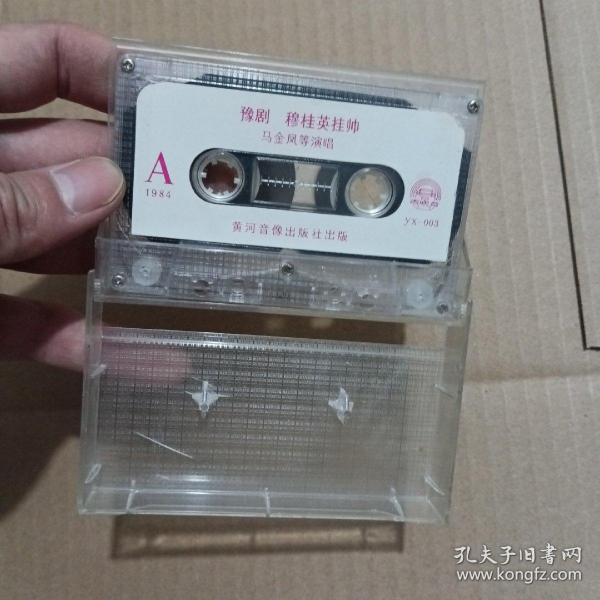 豫剧 穆桂英挂帅
马金凤等演唱
A
1984
YX-003
黄河音像出版社出版
孔夫子旧書网
www.kongfz.com